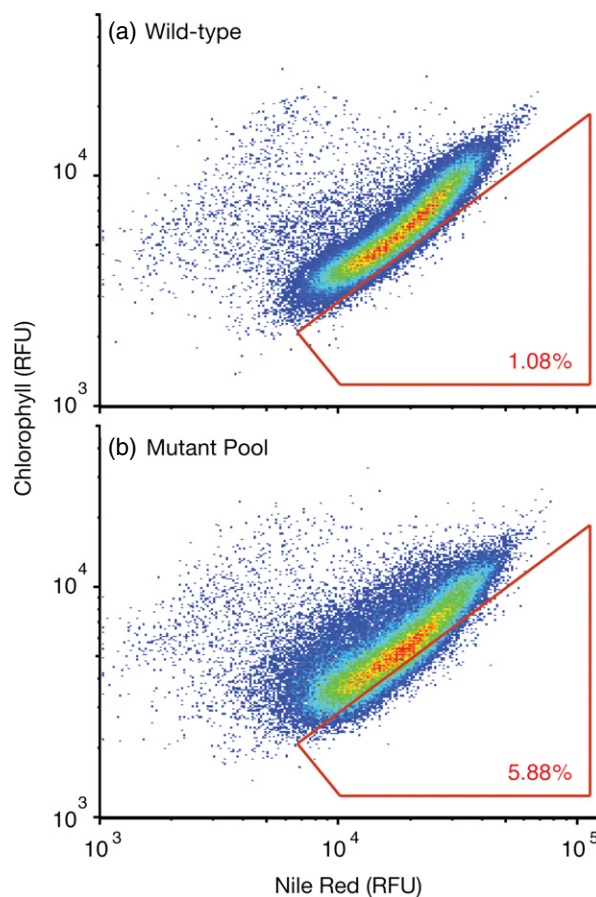 (a) Wild-type
10⁴
1.08%
10³
Chlorophyll (RFU)
(b) Mutant Pool
10⁴
5.88%
10³
10³ 10⁴ 10⁵
Nile Red (RFU)